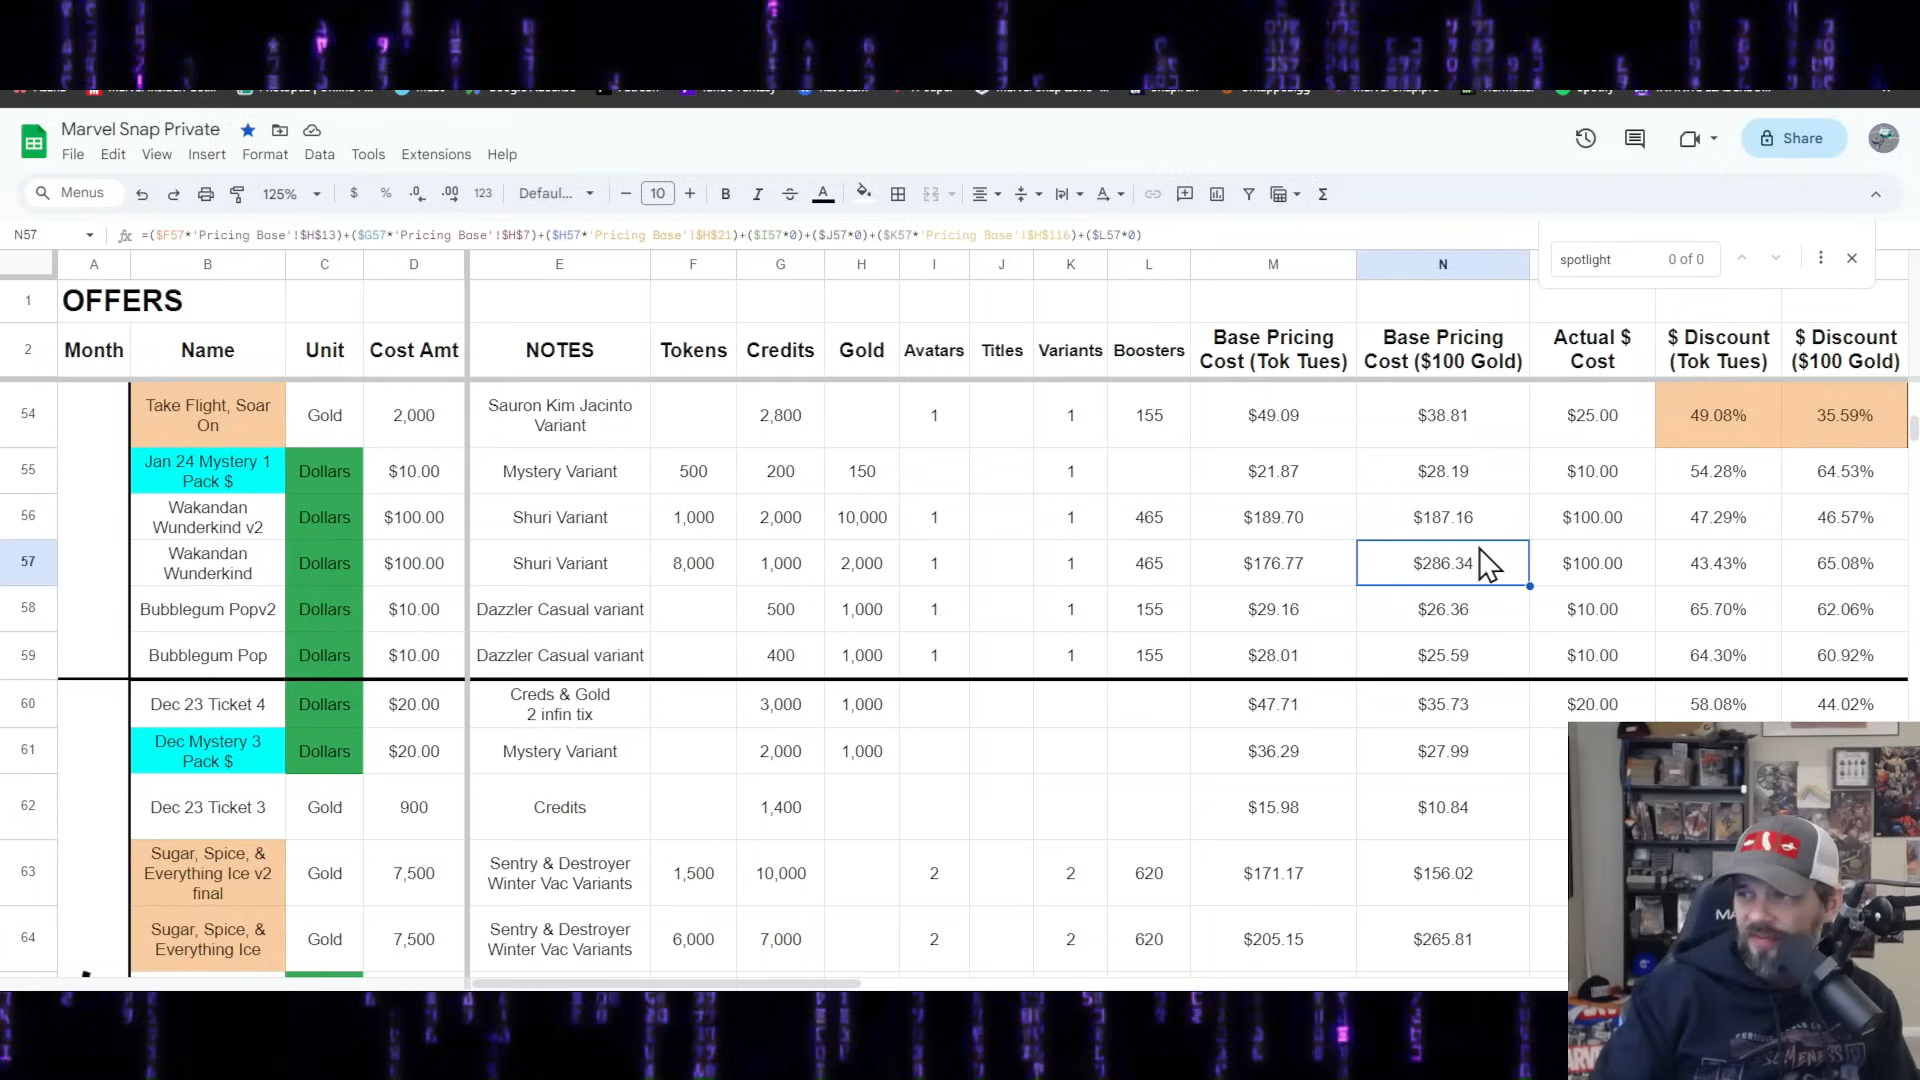 Marvel Snap Private
File Edit View Insert Format Data Tools Extensions Help
Share
Menus 125% $ % .0 .00 123 Defaul... − 10 + B I A Σ
N57 fx =($F57*'Pricing Base'!$H$13)+($G57*'Pricing Base'!$H$7)+($H57*'Pricing Base'!$H$21)+($I57*0)+($J57*0)+($K57*'Pricing Base'!$H$116)+($L57*0)
spotlight 0 of 0
A B C D E F G H I J K L M N
1 OFFERS
2 Month Name Unit Cost Amt NOTES Tokens Credits Gold Avatars Titles Variants Boosters Base Pricing Cost (Tok Tues) Base Pricing Cost ($100 Gold) Actual $ Cost $ Discount (Tok Tues) $ Discount ($100 Gold)
54 Take Flight, Soar On Gold 2,000 Sauron Kim Jacinto Variant 2,800 1 1 155 $49.09 $38.81 $25.00 49.08% 35.59%
55 Jan 24 Mystery 1 Pack $ Dollars $10.00 Mystery Variant 500 200 150 1 $21.87 $28.19 $10.00 54.28% 64.53%
56 Wakandan Wunderkind v2 Dollars $100.00 Shuri Variant 1,000 2,000 10,000 1 1 465 $189.70 $187.16 $100.00 47.29% 46.57%
57 Wakandan Wunderkind Dollars $100.00 Shuri Variant 8,000 1,000 2,000 1 1 465 $176.77 $286.34 $100.00 43.43% 65.08%
58 Bubblegum Popv2 Dollars $10.00 Dazzler Casual variant 500 1,000 1 1 155 $29.16 $26.36 $10.00 65.70% 62.06%
59 Bubblegum Pop Dollars $10.00 Dazzler Casual variant 400 1,000 1 1 155 $28.01 $25.59 $10.00 64.30% 60.92%
60 Dec 23 Ticket 4 Dollars $20.00 Creds & Gold 2 infin tix 3,000 1,000 $47.71 $35.73 $20.00 58.08% 44.02%
61 Dec Mystery 3 Pack $ Dollars $20.00 Mystery Variant 2,000 1,000 $36.29 $27.99
62 Dec 23 Ticket 3 Gold 900 Credits 1,400 $15.98 $10.84
63 Sugar, Spice, & Everything Ice v2 final Gold 7,500 Sentry & Destroyer Winter Vac Variants 1,500 10,000 2 2 620 $171.17 $156.02
64 Sugar, Spice, & Everything Ice Gold 7,500 Sentry & Destroyer Winter Vac Variants 6,000 7,000 2 2 620 $205.15 $265.81